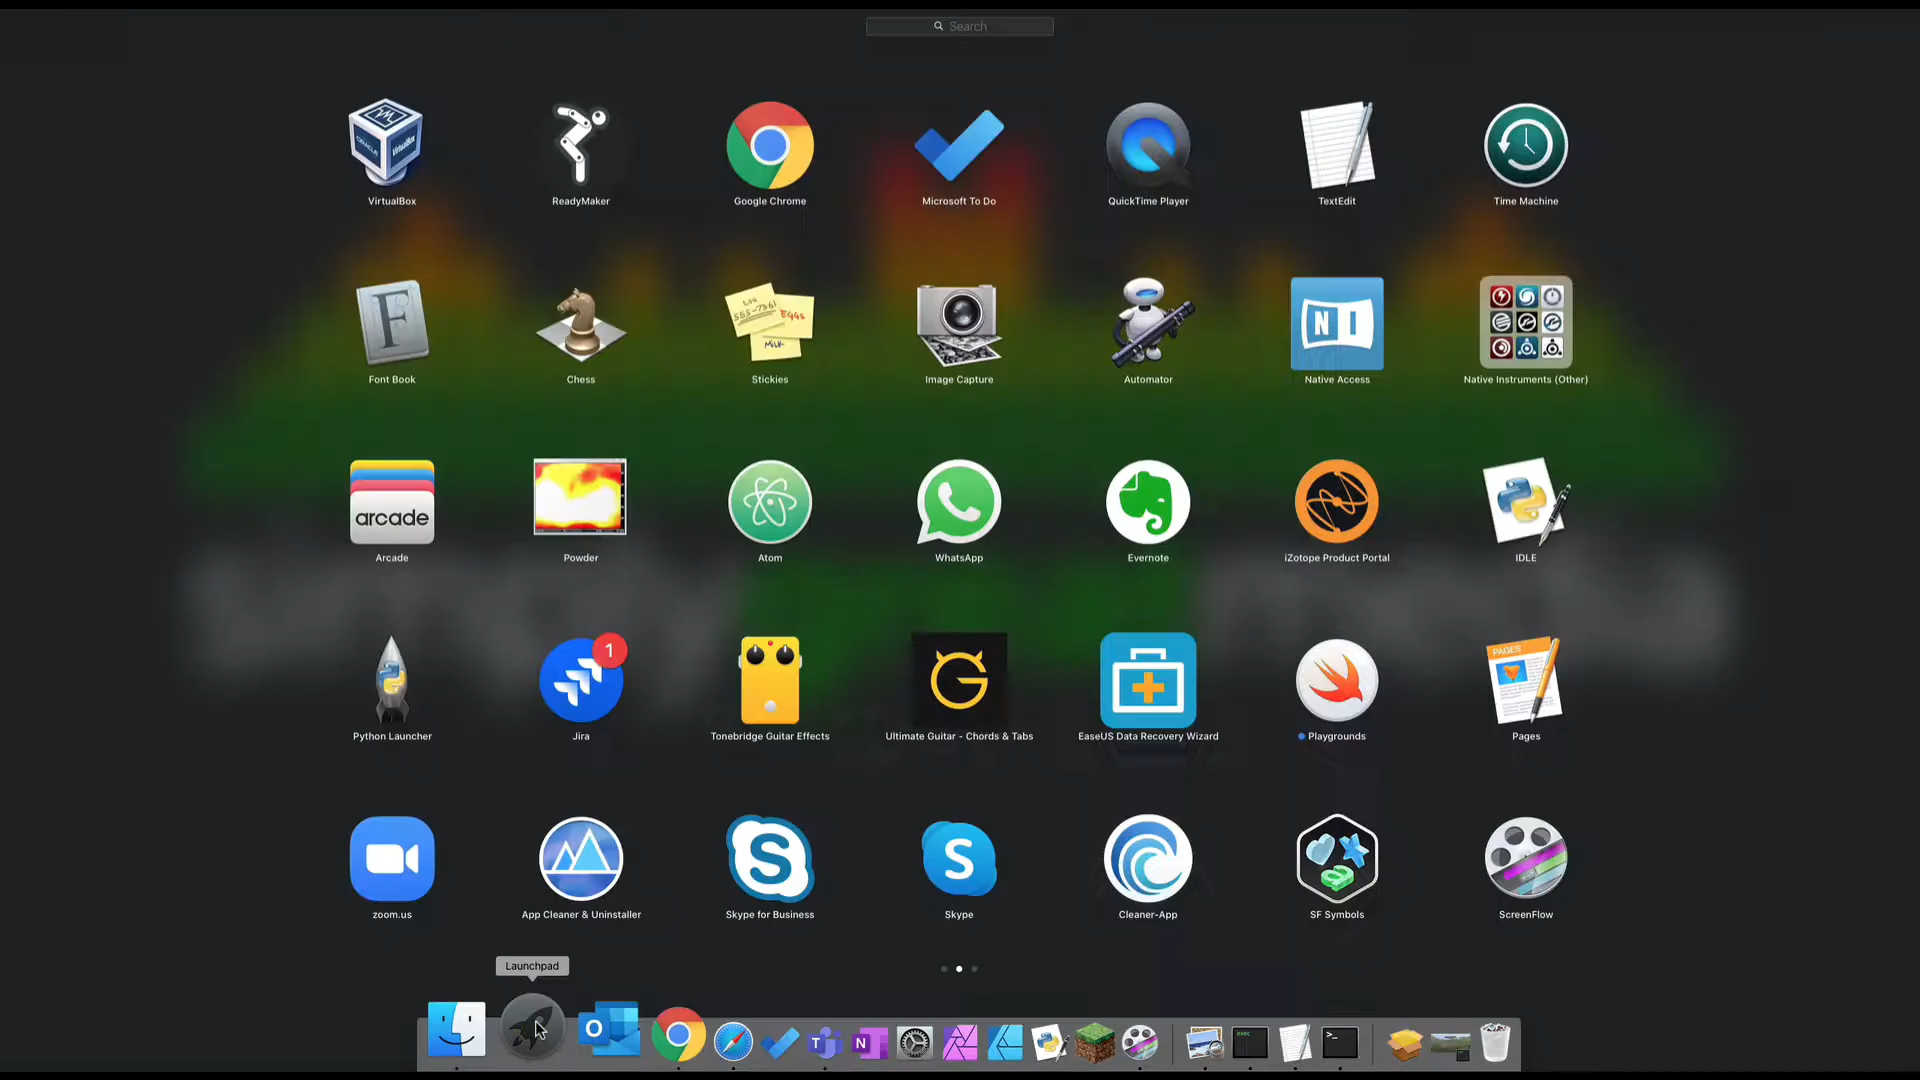 Search
VirtualBox
ReadyMaker
Google Chrome
Microsoft To Do
QuickTime Player
TextEdit
Time Machine
Font Book
Chess
Stickies
Image Capture
Automator
Native Access
Native Instruments (Other)
arcade
Arcade
Powder
Atom
WhatsApp
Evernote
iZotope Product Portal
IDLE
1
PAGES
Python Launcher
Jira
Tonebridge Guitar Effects
Ultimate Guitar - Chords & Tabs
EaseUS Data Recovery Wizard
Playgrounds
Pages
zoom.us
App Cleaner & Uninstaller
Skype for Business
Skype
Cleaner-App
SF Symbols
ScreenFlow
Launchpad